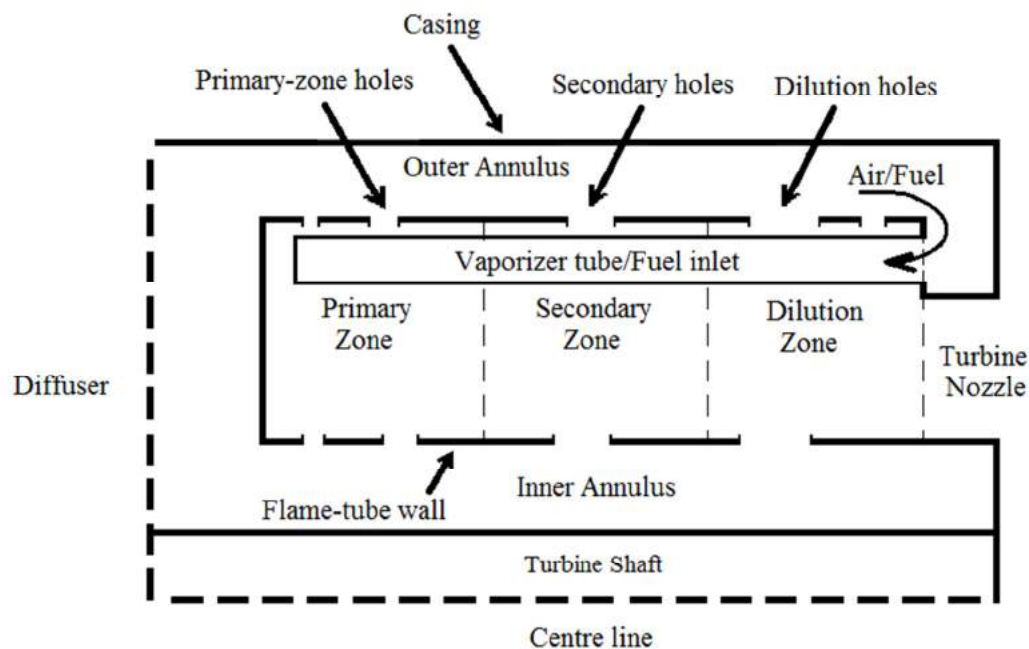 Casing
Primary-zone holes
Secondary holes
Dilution holes
Outer Annulus
Air/Fuel
Vaporizer tube/Fuel inlet
Primary
Zone
Secondary
Zone
Dilution
Zone
Turbine
Nozzle
Diffuser
Inner Annulus
Flame-tube wall
Turbine Shaft
Centre line